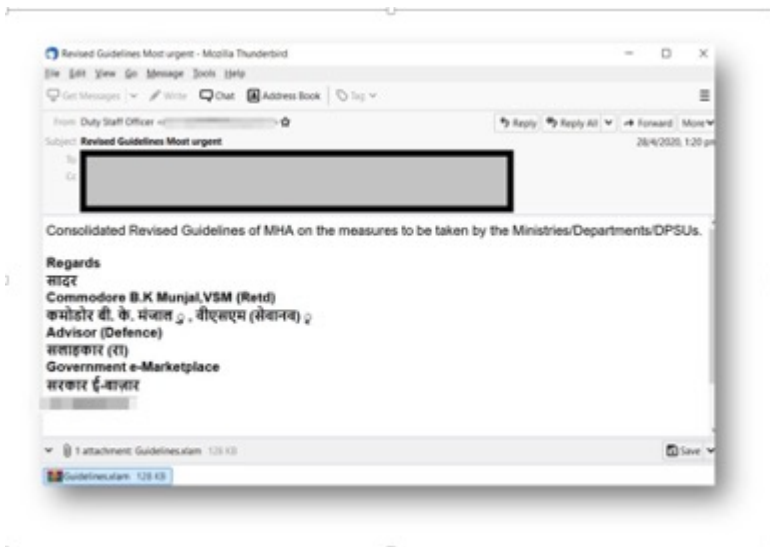 Revised Guidelines Most urgent - Mozilla Thunderbird
File Edit View Go Message Tools Help
Get Messages Write Chat Address Book Tag
From Duty Staff Officer Reply Reply All Forward More
Subject Revised Guidelines Most urgent 28/4/2020, 1:20 pm
To
Cc
Consolidated Revised Guidelines of MHA on the measures to be taken by the Ministries/Departments/DPSUs.
Regards
सादर
Commodore B.K Munjal,VSM (Retd)
कमोडोर बी. के. मंजाल ु , वीएसएम (सेवानव) ृ
Advisor (Defence)
सलाहकार (रा)
Government e-Marketplace
सरकार ई-बाज़ार
1 attachment: Guidelines.xlam 128 KB Save
Guidelines.xlam 128 KB